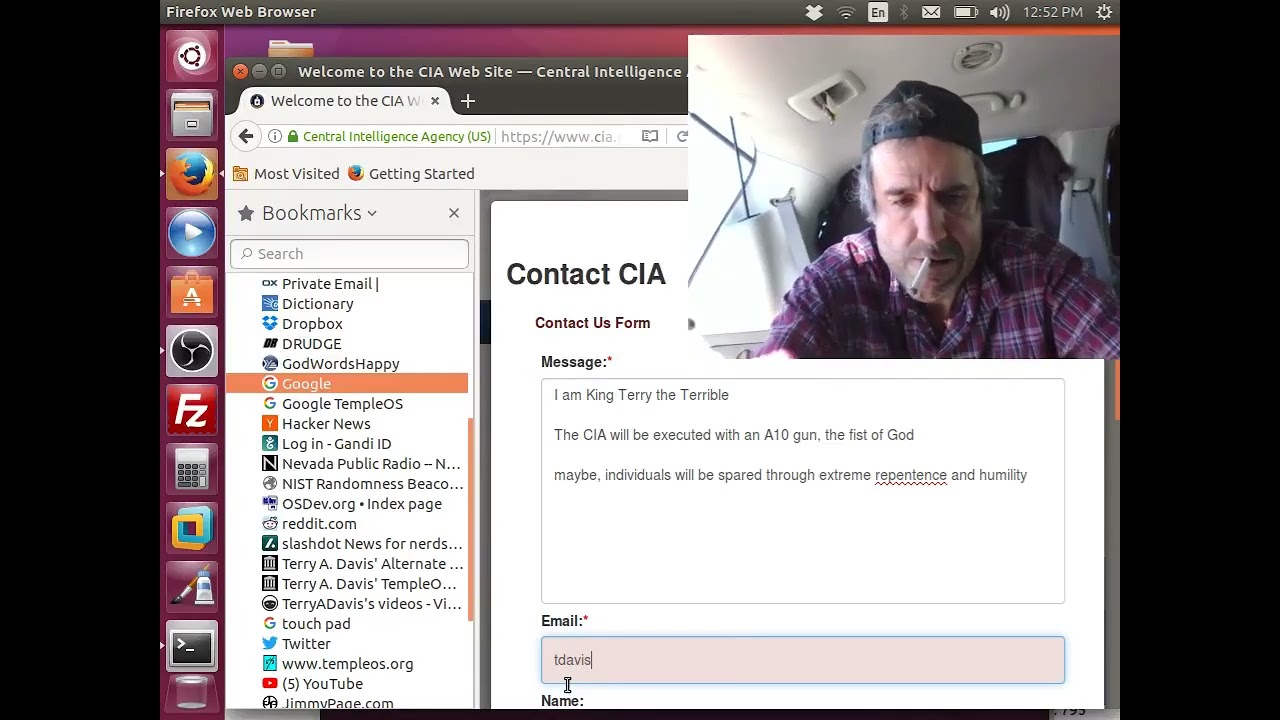 Firefox Web Browser
En
12:52 PM
Welcome to the CIA Web Site — Central Intelligence
Welcome to the CIA W
Central Intelligence Agency (US)
https://www.cia.
Most Visited
Getting Started
Bookmarks
Search
Private Email |
Dictionary
Dropbox
DRUDGE
GodWordsHappy
Google
Google TempleOS
Hacker News
Log in - Gandi ID
Nevada Public Radio -- N...
NIST Randomness Beaco...
OSDev.org • Index page
reddit.com
slashdot News for nerds...
Terry A. Davis' Alternate ...
Terry A. Davis' TempleO...
TerryADavis's videos - Vi...
touch pad
Twitter
www.templeos.org
(5) YouTube
JimmyPage.com
Contact CIA
Contact Us Form
Message:*
I am King Terry the Terrible
The CIA will be executed with an A10 gun, the fist of God
maybe, individuals will be spared through extreme repentence and humility
Email:*
tdavis
Name: